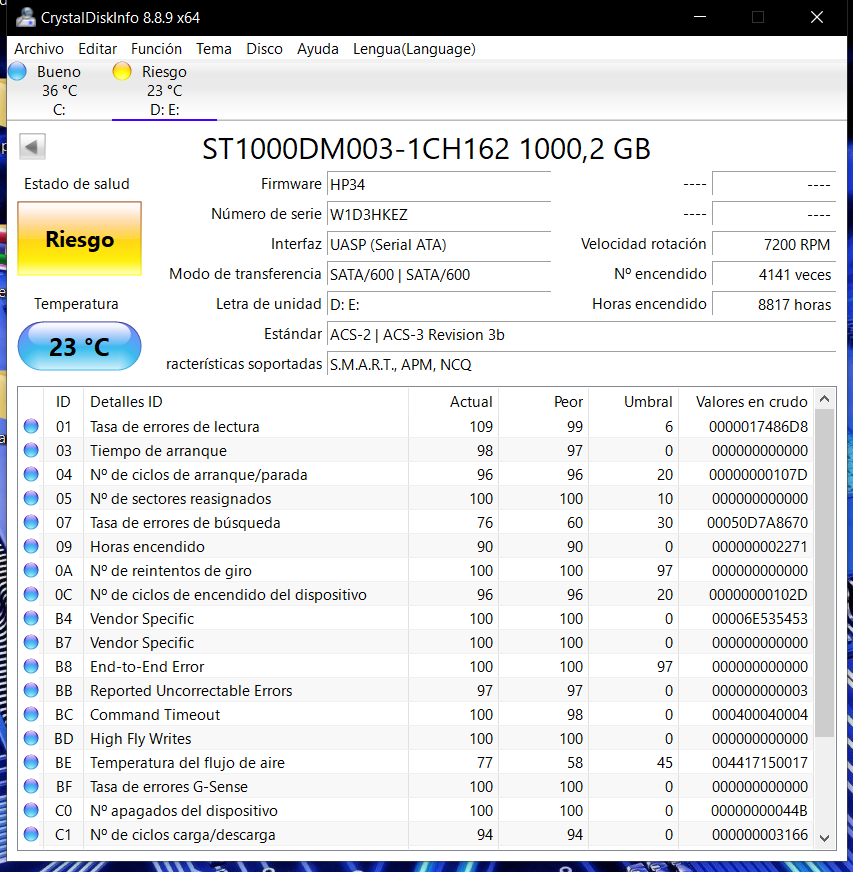 CrystalDiskInfo 8.8.9 x64
Archivo Editar Función Tema Disco Ayuda Lengua(Language)
Bueno Riesgo
36 °C 23 °C
C: D: E:
ST1000DM003-1CH162 1000,2 GB
Estado de salud
Riesgo
Temperatura
23 °C
Firmware HP34 ---- ----
Número de serie W1D3HKEZ ---- ----
Interfaz UASP (Serial ATA) Velocidad rotación 7200 RPM
Modo de transferencia SATA/600 | SATA/600 Nº encendido 4141 veces
Letra de unidad D: E: Horas encendido 8817 horas
Estándar ACS-2 | ACS-3 Revision 3b
racterísticas soportadas S.M.A.R.T., APM, NCQ
ID Detalles ID Actual Peor Umbral Valores en crudo
01 Tasa de errores de lectura 109 99 6 0000017486D8
03 Tiempo de arranque 98 97 0 000000000000
04 Nº de ciclos de arranque/parada 96 96 20 00000000107D
05 Nº de sectores reasignados 100 100 10 000000000000
07 Tasa de errores de búsqueda 76 60 30 00050D7A8670
09 Horas encendido 90 90 0 000000002271
0A Nº de reintentos de giro 100 100 97 000000000000
0C Nº de ciclos de encendido del dispositivo 96 96 20 00000000102D
B4 Vendor Specific 100 100 0 00006E535453
B7 Vendor Specific 100 100 0 000000000000
B8 End-to-End Error 100 100 97 000000000000
BB Reported Uncorrectable Errors 97 97 0 000000000003
BC Command Timeout 100 98 0 000400040004
BD High Fly Writes 100 100 0 000000000000
BE Temperatura del flujo de aire 77 58 45 004417150017
BF Tasa de errores G-Sense 100 100 0 000000000000
C0 Nº apagados del dispositivo 100 100 0 00000000044B
C1 Nº de ciclos carga/descarga 94 94 0 000000003166